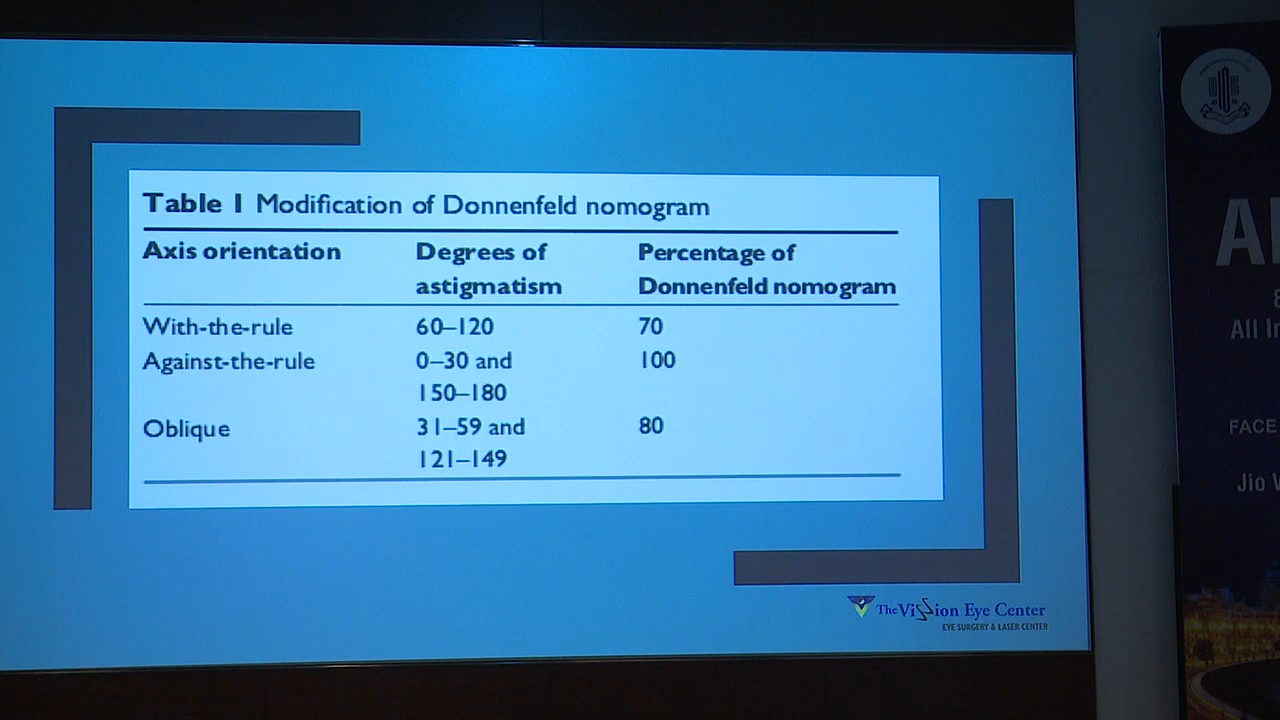 Table 1 Modification of Donnenfeld nomogram
Axis orientation Degrees of astigmatism Percentage of Donnenfeld nomogram
With-the-rule 60–120 70
Against-the-rule 0–30 and 150–180 100
Oblique 31–59 and 121–149 80
The Vission Eye Center
EYE SURGERY & LASER CENTER
All
FACE
Jio